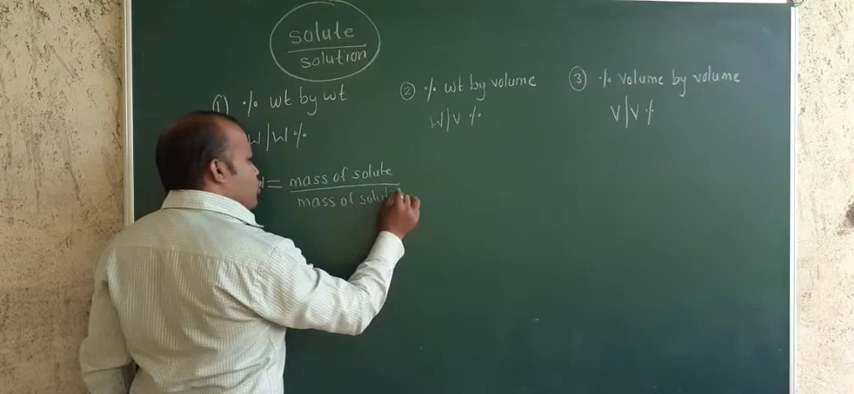 solute
solution
① % wt by wt
W|W %
= mass of solute
mass of
② % wt by volume
W|V %
③ % volume by volume
V|V %